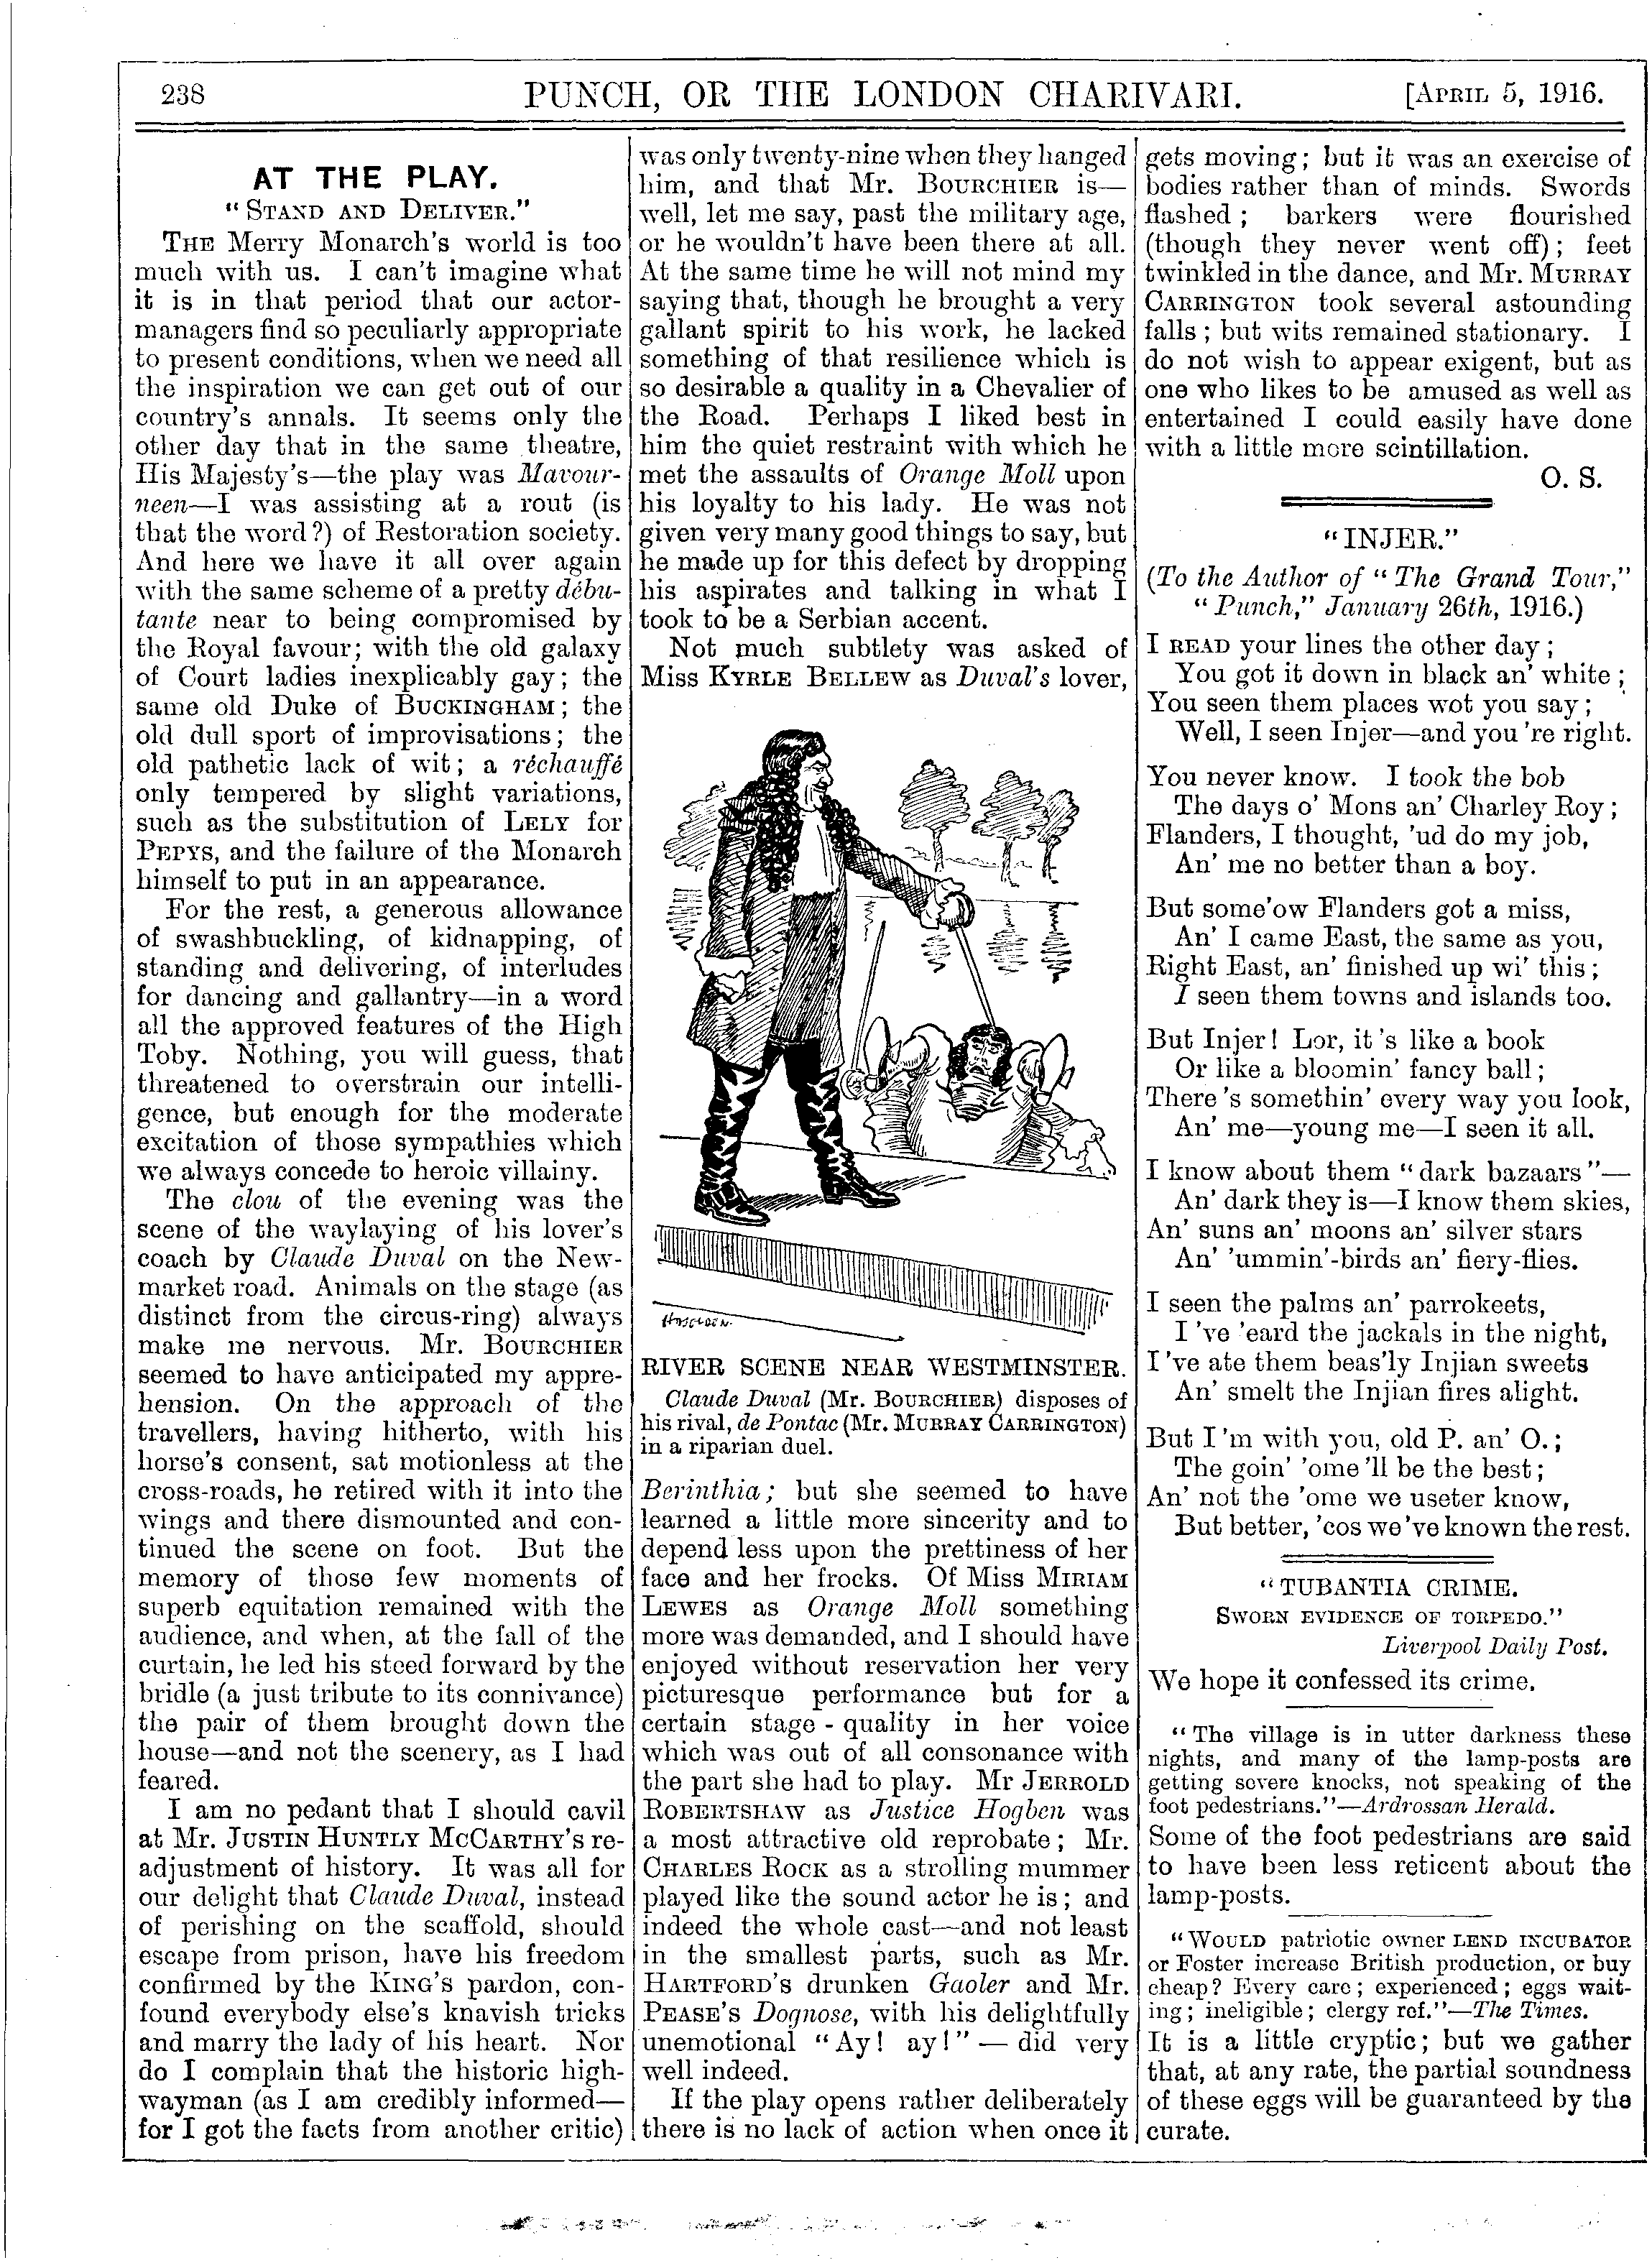 238
PUNCH, OR THE LONDON CHARIVARI.
[APRIL 5, 1916.
AT THE PLAY.
"STAND AND DELIVER."
THE Merry Monarch's world is too
much with us. I can't imagine what
it is in that period that our actor-
managers find so peculiarly appropriate
to present conditions, when we need all
the inspiration we can get out of our
country's annals. It seems only the
other day that in the same theatre,
His Majesty's—the play was Mavour-
neen—I was assisting at a rout (is
that the word?) of Restoration society.
And here we have it all over again
with the same scheme of a pretty débu-
tante near to being compromised by
the Royal favour; with the old galaxy
of Court ladies inexplicably gay; the
same old Duke of BUCKINGHAM; the
old dull sport of improvisations; the
old pathetic lack of wit; a réchauffé
only tempered by slight variations,
such as the substitution of LELY for
PEPYS, and the failure of the Monarch
himself to put in an appearance.
For the rest, a generous allowance
of swashbuckling, of kidnapping, of
standing and delivering, of interludes
for dancing and gallantry—in a word
all the approved features of the High
Toby. Nothing, you will guess, that
threatened to overstrain our intelli-
gence, but enough for the moderate
excitation of those sympathies which
we always concede to heroic villainy.
The clou of the evening was the
scene of the waylaying of his lover's
coach by Claude Duval on the New-
market road. Animals on the stage (as
distinct from the circus-ring) always
make me nervous. Mr. BOURCHIER
seemed to have anticipated my appre-
hension. On the approach of the
travellers, having hitherto, with his
horse's consent, sat motionless at the
cross-roads, he retired with it into the
wings and there dismounted and con-
tinued the scene on foot. But the
memory of those few moments of
superb equitation remained with the
audience, and when, at the fall of the
curtain, he led his steed forward by the
bridle (a just tribute to its connivance)
the pair of them brought down the
house—and not the scenery, as I had
feared.
I am no pedant that I should cavil
at Mr. JUSTIN HUNTLY MCCARTHY'S re-
adjustment of history. It was all for
our delight that Claude Duval, instead
of perishing on the scaffold, should
escape from prison, have his freedom
confirmed by the KING'S pardon, con-
found everybody else's knavish tricks
and marry the lady of his heart. Nor
do I complain that the historic high-
wayman (as I am credibly informed—
for I got the facts from another critic)
was only twenty-nine when they hanged
him, and that Mr. BOURCHIER is—
well, let me say, past the military age,
or he wouldn't have been there at all.
At the same time he will not mind my
saying that, though he brought a very
gallant spirit to his work, he lacked
something of that resilience which is
so desirable a quality in a Chevalier of
the Road. Perhaps I liked best in
him the quiet restraint with which he
met the assaults of Orange Moll upon
his loyalty to his lady. He was not
given very many good things to say, but
he made up for this defect by dropping
his aspirates and talking in what I
took to be a Serbian accent.
Not much subtlety was asked of
Miss KYRLE BELLEW as Duval's lover,
RIVER SCENE NEAR WESTMINSTER.
Claude Duval (Mr. BOURCHIER) disposes of
his rival, de Pontac (Mr. MURRAY CARRINGTON)
in a riparian duel.
Berinthia; but she seemed to have
learned a little more sincerity and to
depend less upon the prettiness of her
face and her frocks. Of Miss MIRIAM
LEWES as Orange Moll something
more was demanded, and I should have
enjoyed without reservation her very
picturesque performance but for a
certain stage-quality in her voice
which was out of all consonance with
the part she had to play. Mr JERROLD
ROBERTSHAW as Justice Hogben was
a most attractive old reprobate; Mr.
CHARLES ROCK as a strolling mummer
played like the sound actor he is; and
indeed the whole cast—and not least
in the smallest parts, such as Mr.
HARTFORD'S drunken Gaoler and Mr.
PEASE'S Dognose, with his delightfully
unemotional "Ay! ay!"—did very
well indeed.
If the play opens rather deliberately
there is no lack of action when once it
gets moving; but it was an exercise of
bodies rather than of minds. Swords
flashed; barkers were flourished
(though they never went off); feet
twinkled in the dance, and Mr. MURRAY
CARRINGTON took several astounding
falls; but wits remained stationary. I
do not wish to appear exigent, but as
one who likes to be amused as well as
entertained I could easily have done
with a little more scintillation.
O. S.
"INJER."
(To the Author of "The Grand Tour,"
"Punch," January 26th, 1916.)
I READ your lines the other day;
You got it down in black an' white;
You seen them places wot you say;
Well, I seen Injer—and you're right.
You never know. I took the bob
The days o' Mons an' Charley Roy;
Flanders, I thought, 'ud do my job,
An' me no better than a boy.
But some'ow Flanders got a miss,
An' I came East, the same as you,
Right East, an' finished up wi' this;
I seen them towns and islands too.
But Injer! Lor, it's like a book
Or like a bloomin' fancy ball;
There's somethin' every way you look,
An' me—young me—I seen it all.
I know about them "dark bazaars"—
An' dark they is—I know them skies,
An' suns an' moons an' silver stars
An' 'ummin'-birds an' fiery-flies.
I seen the palms an' parrokeets,
I've 'eard the jackals in the night,
I've ate them beas'ly Injian sweets
An' smelt the Injian fires alight.
But I'm with you, old P. an' O.;
The goin' 'ome'll be the best;
An' not the 'ome we useter know,
But better, 'cos we've known the rest.
"TUBANTIA CRIME.
SWORN EVIDENCE OF TORPEDO."
Liverpool Daily Post.
We hope it confessed its crime.
"The village is in utter darkness these
nights, and many of the lamp-posts are
getting severe knocks, not speaking of the
foot pedestrians."—Ardrossan Herald.
Some of the foot pedestrians are said
to have been less reticent about the
lamp-posts.
"WOULD patriotic owner LEND INCUBATOR
or Foster increase British production, or buy
cheap? Every care; experienced; eggs wait-
ing; ineligible; clergy ref."—The Times.
It is a little cryptic; but we gather
that, at any rate, the partial soundness
of these eggs will be guaranteed by the
curate.